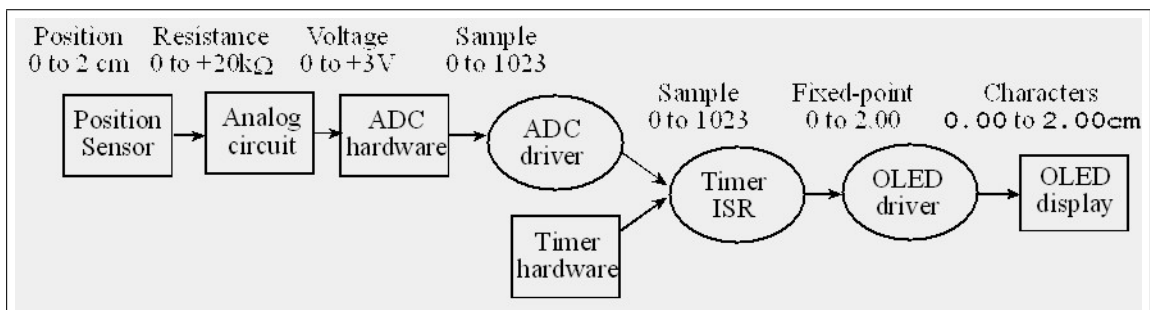 Position Resistance Voltage Sample
0 to 2 cm 0 to +20kΩ 0 to +3V 0 to 1023
Position
Sensor
Analog
circuit
ADC
hardware
ADC
driver
Timer
hardware
Sample Fixed-point Characters
0 to 1023 0 to 2.00 0.00 to 2.00cm
Timer
ISR
OLED
driver
OLED
display